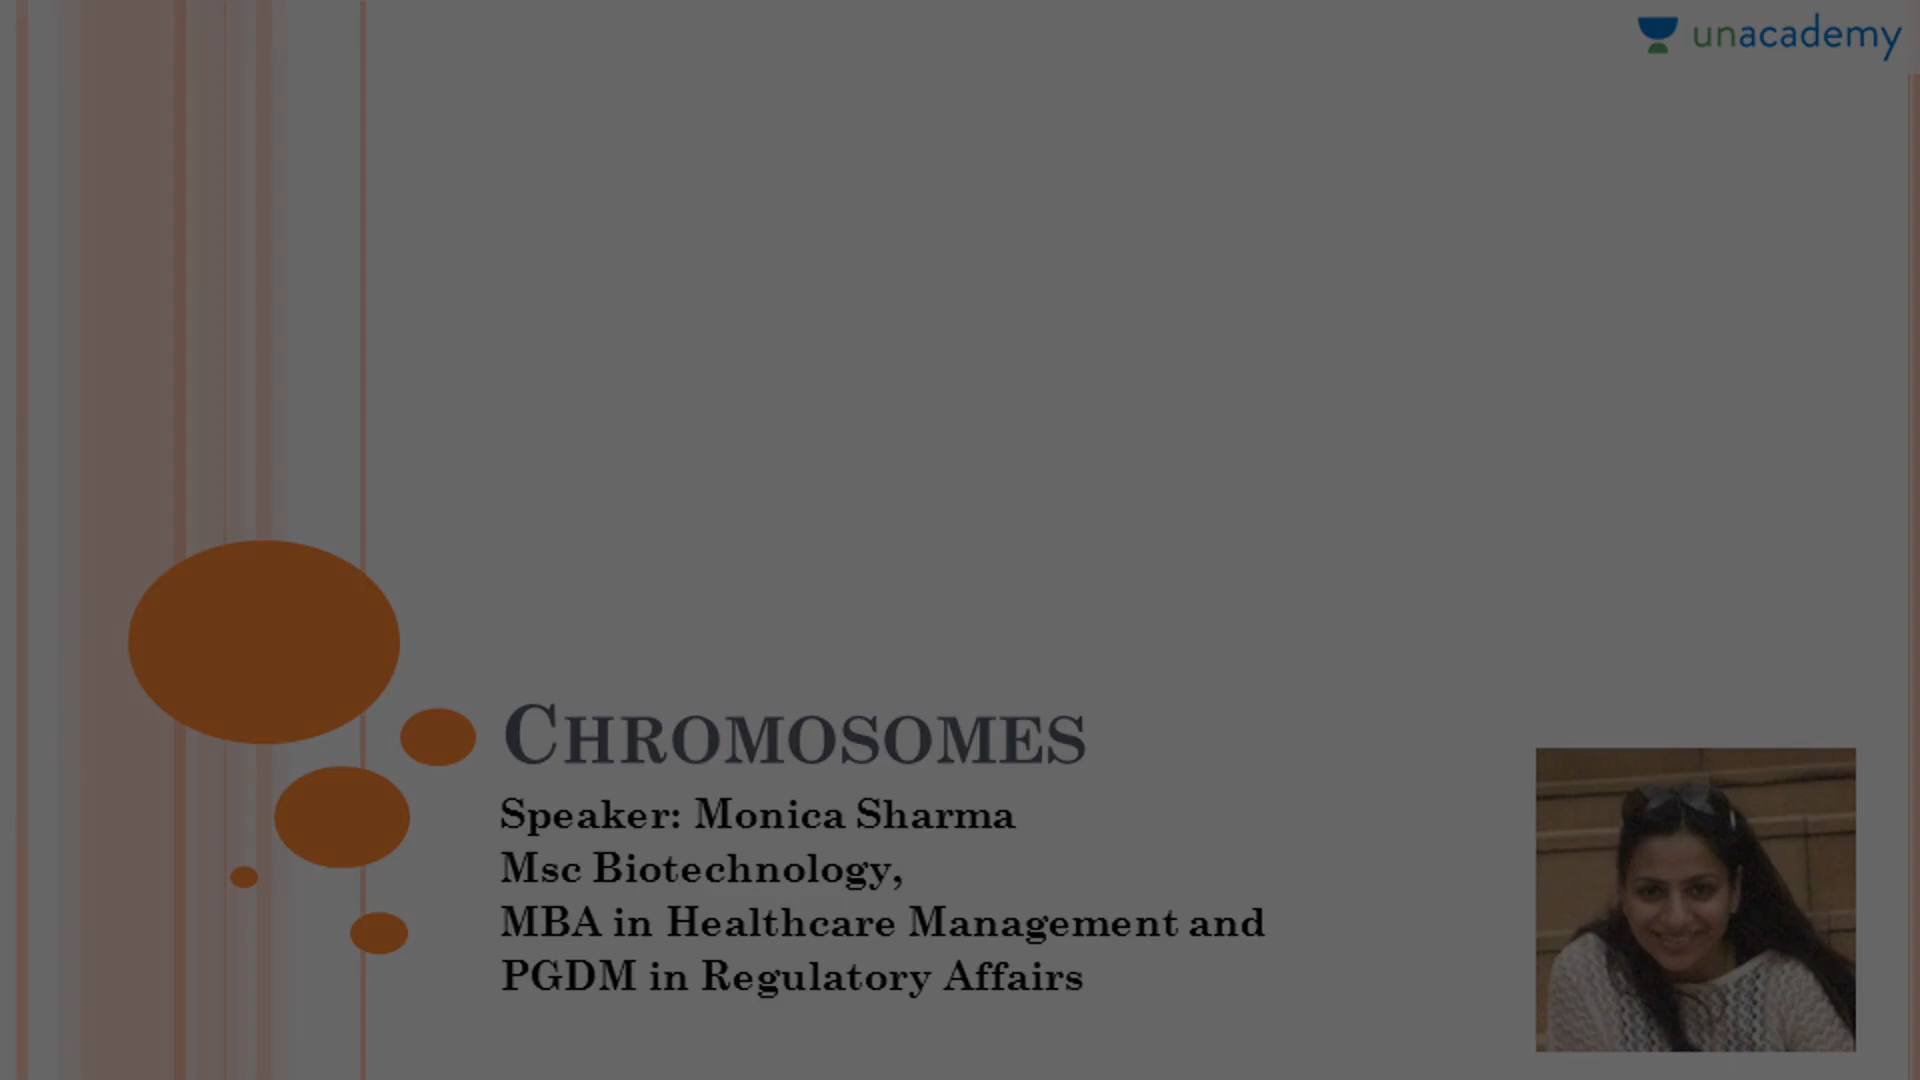 unacademy
CHROMOSOMES
Speaker: Monica Sharma
Msc Biotechnology,
MBA in Healthcare Management and
PGDM in Regulatory Affairs